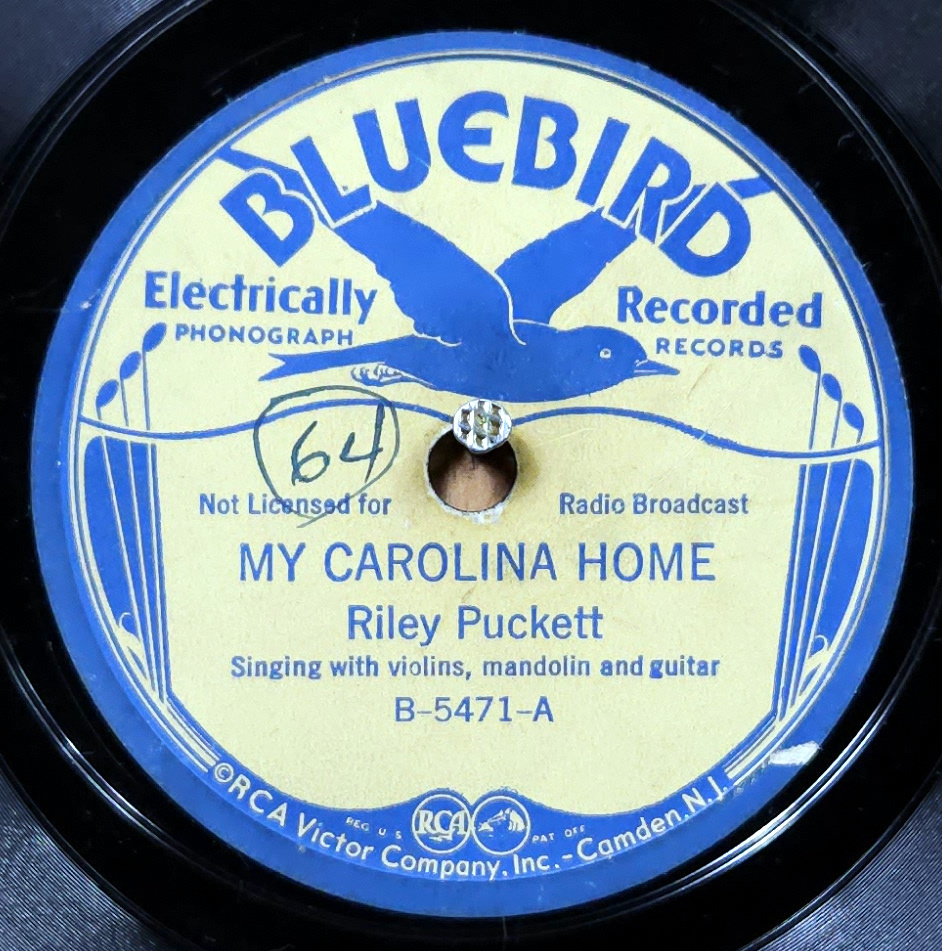 BLUEBIRD
Electrically Recorded
PHONOGRAPH RECORDS
64
Not Licensed for Radio Broadcast
MY CAROLINA HOME
Riley Puckett
Singing with violins, mandolin and guitar
B-5471-A
REG U S RCA PAT OFF
©RCA Victor Company, Inc.-Camden, N.J.